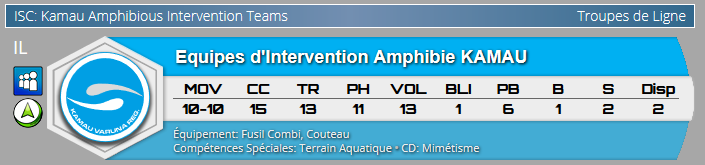 ISC: Kamau Amphibious Intervention Teams Troupes de Ligne
IL
Equipes d'Intervention Amphibie KAMAU
MOV CC TR PH VOL BLI PB B S Disp
10-10 15 13 11 13 1 6 1 2 2
KAMAU VARUNA REG.
Équipement: Fusil Combi, Couteau
Compétences Spéciales: Terrain Aquatique • CD: Mimétisme